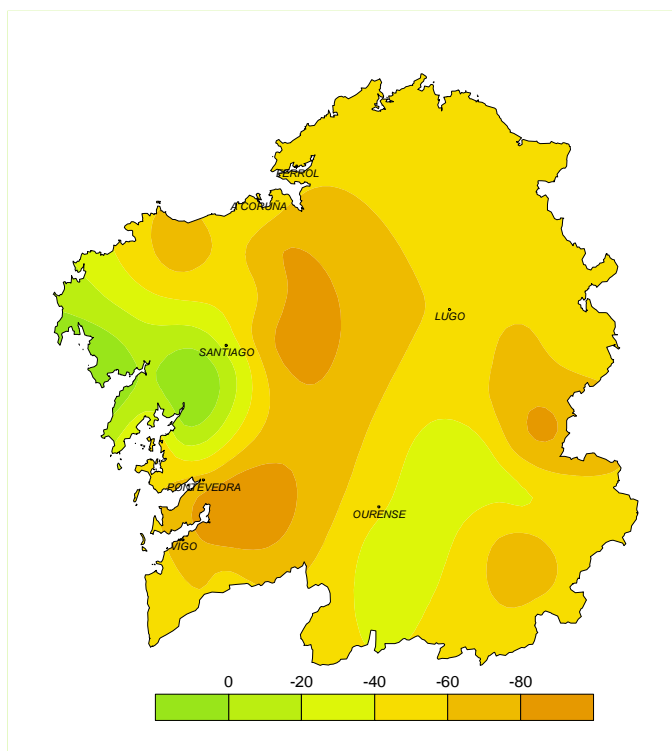 FERROL
A CORUÑA
LUGO
SANTIAGO
PONTEVEDRA
OURENSE
VIGO
0 -20 -40 -60 -80